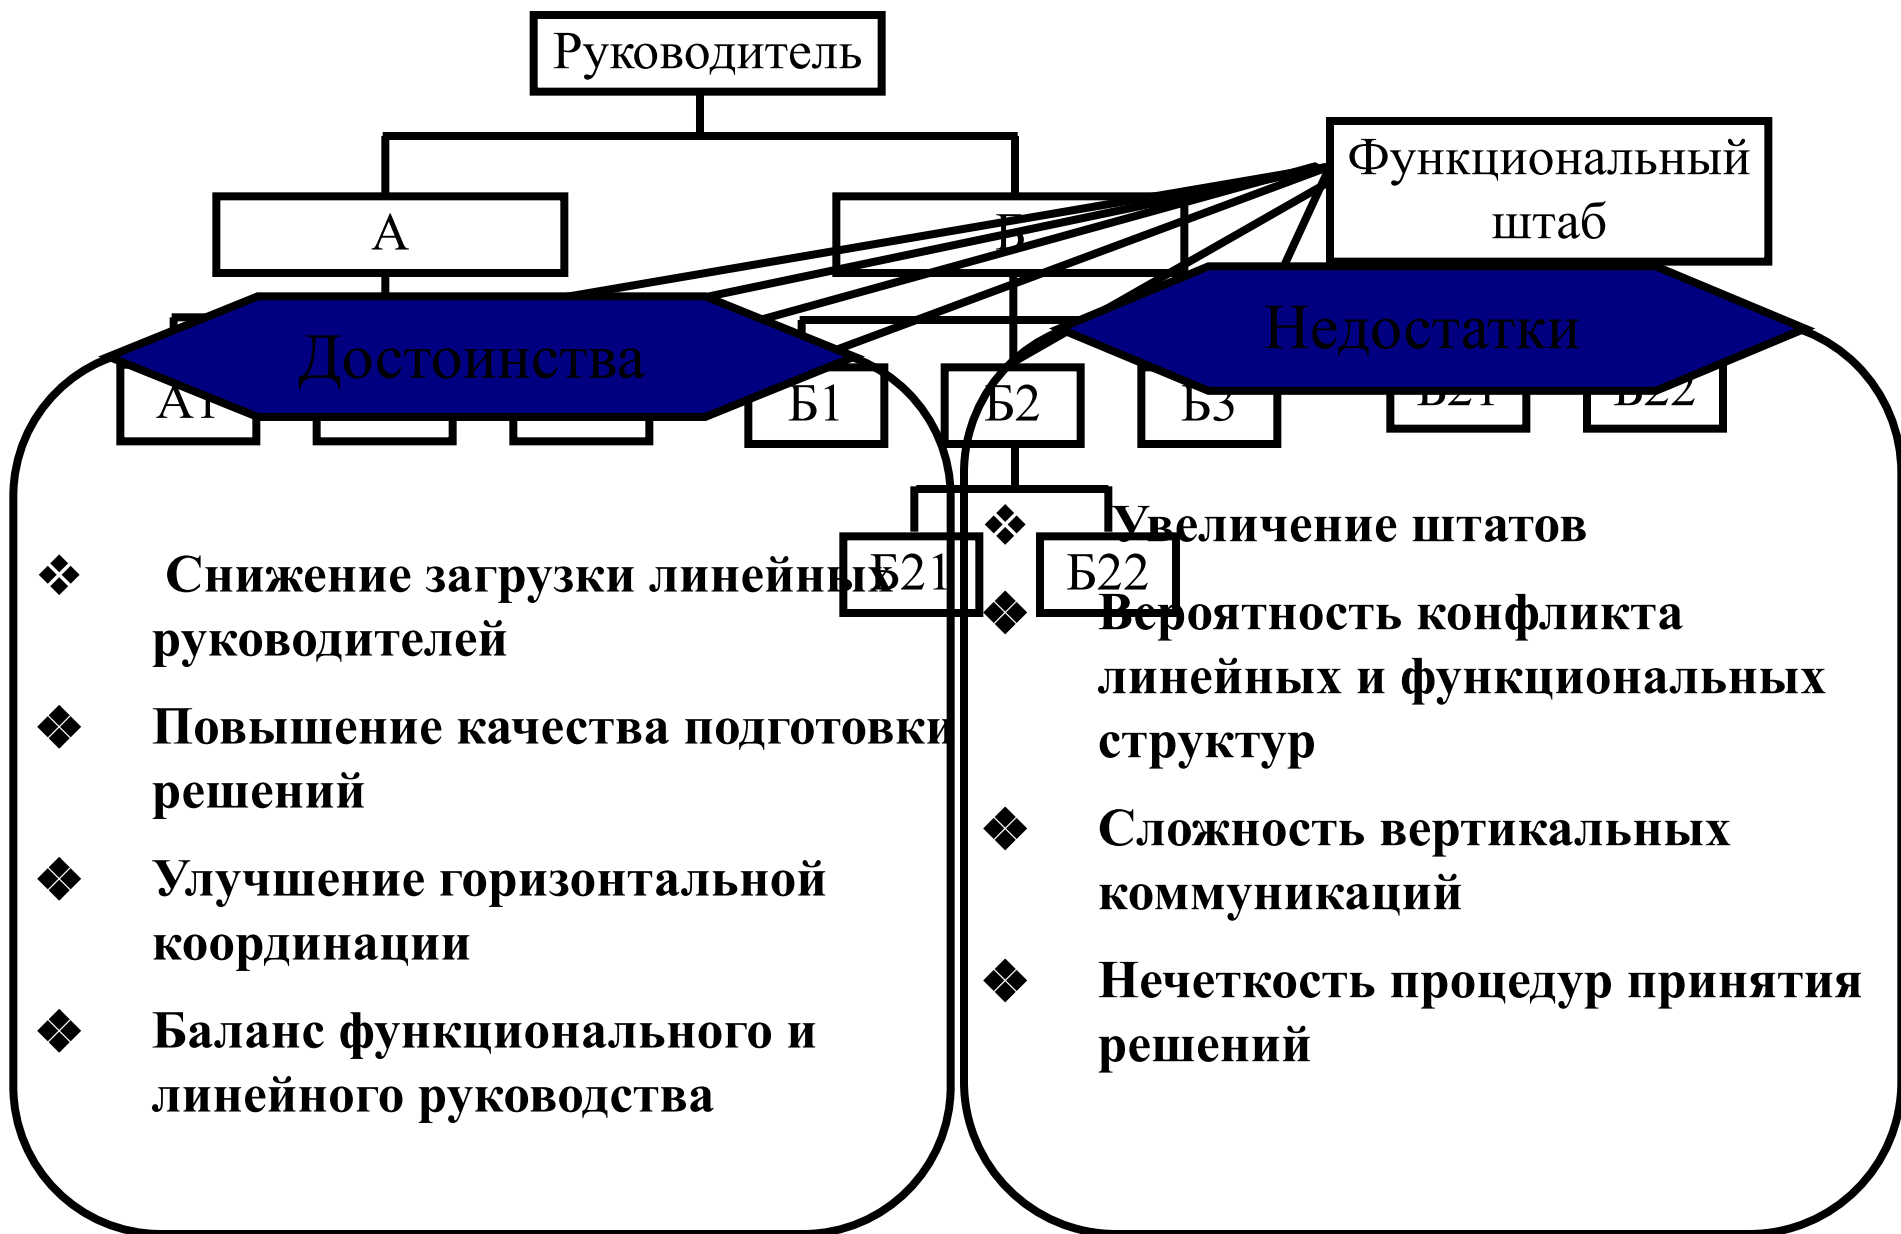 Руководитель
Функциональный
штаб
А
Б
Достоинства
Недостатки
А1
Б1
Б2
Б3
Б21
Б22
Б21
Б22
Снижение загрузки линейных
руководителей
Повышение качества подготовки
решений
Улучшение горизонтальной
координации
Баланс функционального и
линейного руководства
Увеличение штатов
Вероятность конфликта
линейных и функциональных
структур
Сложность вертикальных
коммуникаций
Нечеткость процедур принятия
решений